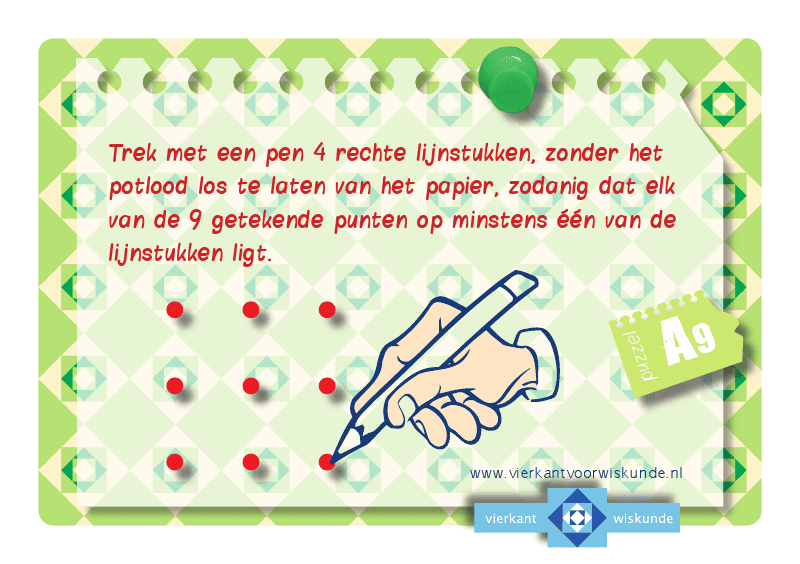 Trek met een pen 4 rechte lijnstukken, zonder het
potlood los te laten van het papier, zodanig dat elk
van de 9 getekende punten op minstens één van de
lijnstukken ligt.
puzzel
A9
www.vierkantvoorwiskunde.nl
vierkant wiskunde